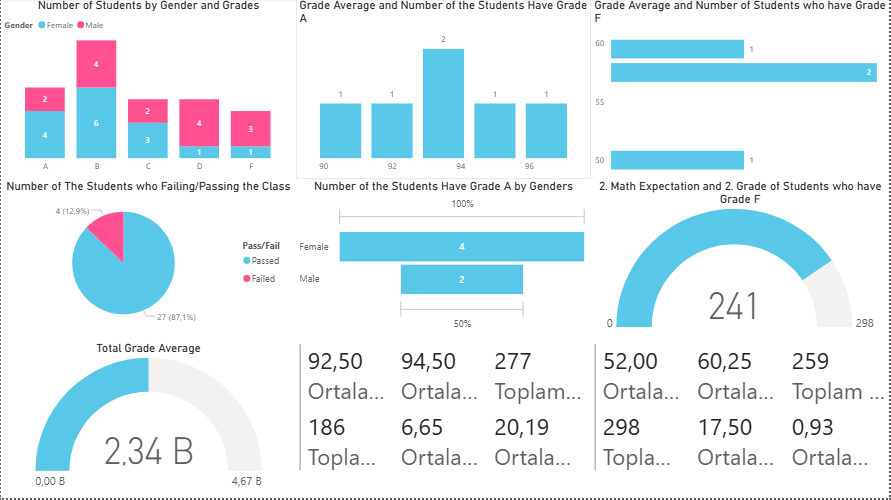 Number of Students by Gender and Grades
Gender Female Male
2
4
4
6
2
3
4
1
3
1
A B C D F
Grade Average and Number of the Students Have Grade
A
1
1
2
1
1
90 92 94 96
Grade Average and Number of Students who have Grade
F
60
55
50
1
2
1
Number of The Students who Failing/Passing the Class
4 (12,9%)
27 (87,1%)
Pass/Fail
Passed
Failed
Number of the Students Have Grade A by Genders
100%
Female 4
Male 2
50%
2. Math Expectation and 2. Grade of Students who have
Grade F
241
0 298
Total Grade Average
2,34 B
0,00 B 4,67 B
92,50 94,50 277
Ortala... Ortala... Toplam...
186 6,65 20,19
Topla... Ortala... Ortala...
52,00 60,25 259
Ortala... Ortala... Toplam ...
298 17,50 0,93
Topla... Ortala... Ortala...